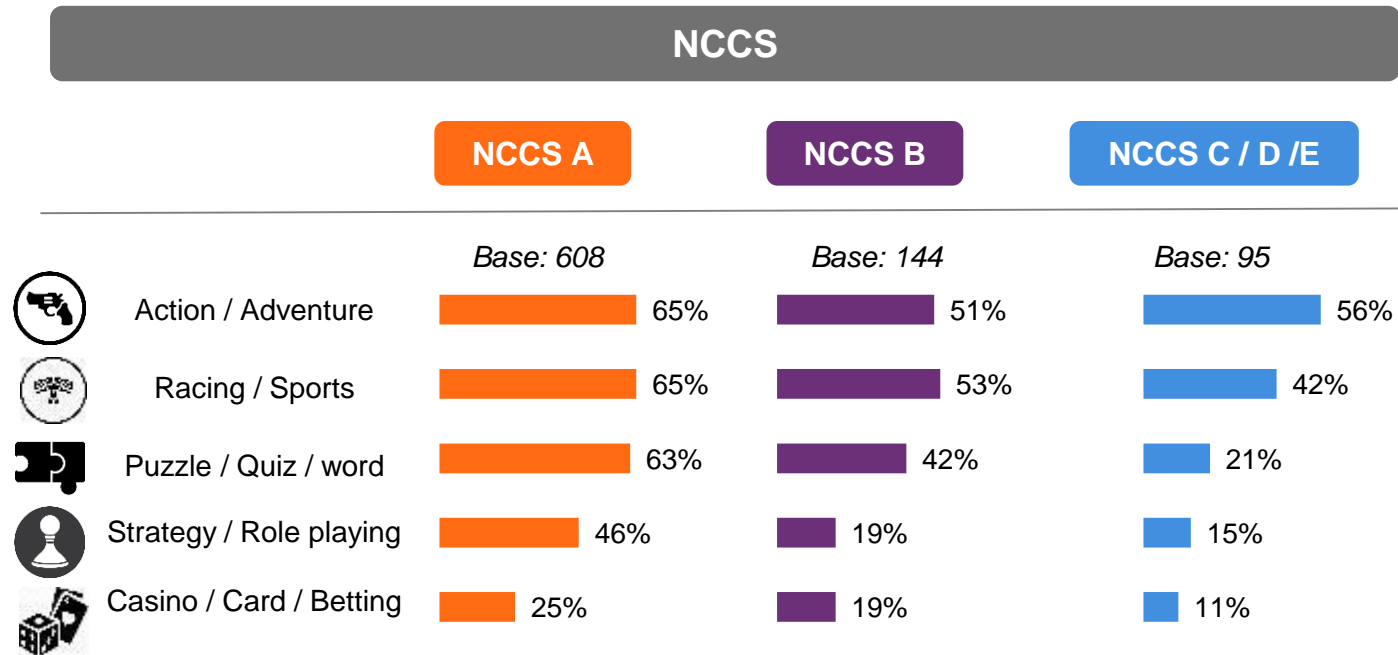 NCCS
NCCS A NCCS B NCCS C / D /E
Base: 608 Base: 144 Base: 95
Action / Adventure 65% 51% 56%
Racing / Sports 65% 53% 42%
Puzzle / Quiz / word 63% 42% 21%
Strategy / Role playing 46% 19% 15%
Casino / Card / Betting 25% 19% 11%